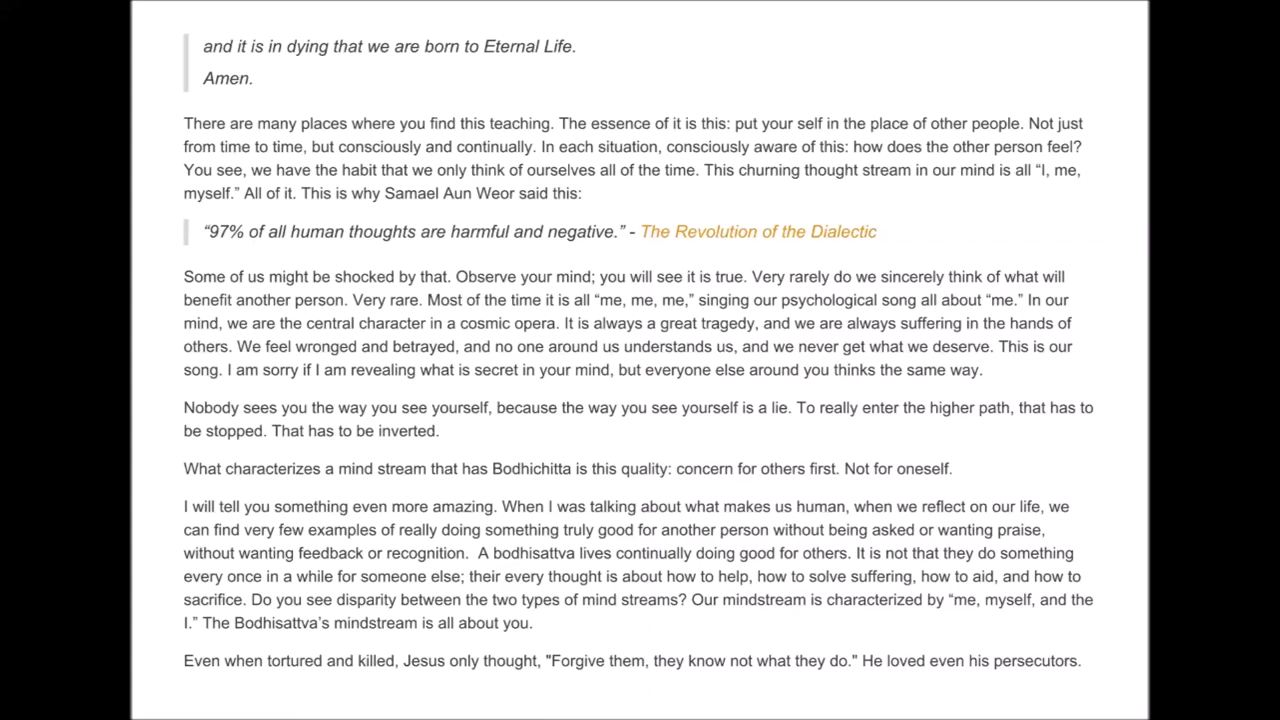 and it is in dying that we are born to Eternal Life.
Amen.
There are many places where you find this teaching. The essence of it is this: put your self in the place of other people. Not just
from time to time, but consciously and continually. In each situation, consciously aware of this: how does the other person feel?
You see, we have the habit that we only think of ourselves all of the time. This churning thought stream in our mind is all “I, me,
myself.” All of it. This is why Samael Aun Weor said this:
“97% of all human thoughts are harmful and negative.” - The Revolution of the Dialectic
Some of us might be shocked by that. Observe your mind; you will see it is true. Very rarely do we sincerely think of what will
benefit another person. Very rare. Most of the time it is all “me, me, me,” singing our psychological song all about “me.” In our
mind, we are the central character in a cosmic opera. It is always a great tragedy, and we are always suffering in the hands of
others. We feel wronged and betrayed, and no one around us understands us, and we never get what we deserve. This is our
song. I am sorry if I am revealing what is secret in your mind, but everyone else around you thinks the same way.
Nobody sees you the way you see yourself, because the way you see yourself is a lie. To really enter the higher path, that has to
be stopped. That has to be inverted.
What characterizes a mind stream that has Bodhichitta is this quality: concern for others first. Not for oneself.
I will tell you something even more amazing. When I was talking about what makes us human, when we reflect on our life, we
can find very few examples of really doing something truly good for another person without being asked or wanting praise,
without wanting feedback or recognition.  A bodhisattva lives continually doing good for others. It is not that they do something
every once in a while for someone else; their every thought is about how to help, how to solve suffering, how to aid, and how to
sacrifice. Do you see disparity between the two types of mind streams? Our mindstream is characterized by “me, myself, and the
I.” The Bodhisattva’s mindstream is all about you.
Even when tortured and killed, Jesus only thought, "Forgive them, they know not what they do." He loved even his persecutors.